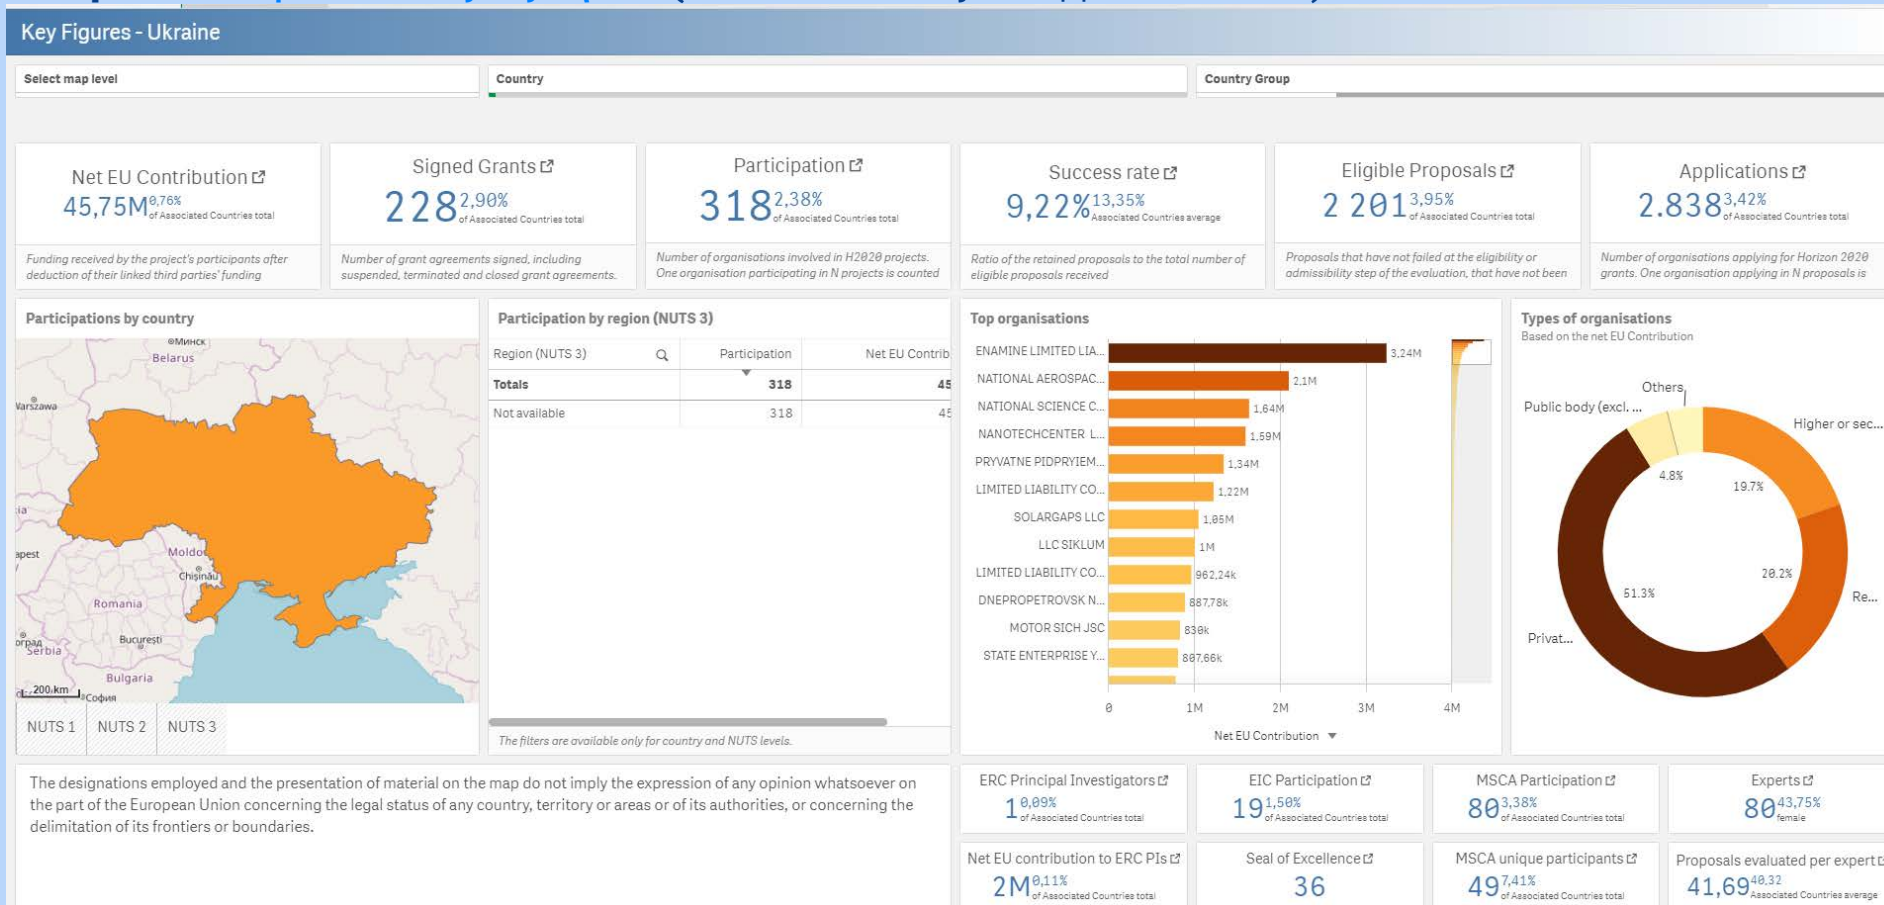 Key Figures - Ukraine
Select map level
Country
Country Group
Net EU Contribution
45,75M 0,76%
of Associated Countries total
Funding received by the project's participants after
deduction of their linked third parties' funding
Signed Grants
228 2,90%
of Associated Countries total
Number of grant agreements signed, including
suspended, terminated and closed grant agreements.
Participation
318 2,38%
of Associated Countries total
Number of organisations involved in H2020 projects.
One organisation participating in N projects is counted
Success rate
9,22% 13,35%
Associated Countries average
Ratio of the retained proposals to the total number of
eligible proposals received
Eligible Proposals
2 201 3,95%
of Associated Countries total
Proposals that have not failed at the eligibility or
admissibility step of the evaluation, that have not been
Applications
2.838 3,42%
of Associated Countries total
Number of organisations applying for Horizon 2020
grants. One organisation applying in N proposals is
Participations by country
Минск
Belarus
Warszawa
Chișinău
Romania
București
Serbia
Bulgaria
200 km
София
NUTS 1 NUTS 2 NUTS 3
Participation by region (NUTS 3)
Region (NUTS 3) Participation Net EU Contrib
Totals 318 45
Not available 318 45
The filters are available only for country and NUTS levels.
Top organisations
ENAMINE LIMITED LIA... 3,24M
NATIONAL AEROSPAC... 2,1M
NATIONAL SCIENCE C... 1,64M
NANOTECHCENTER L... 1,59M
PRYVATNE PIDPRYIEM... 1,34M
LIMITED LIABILITY CO... 1,22M
SOLARGAPS LLC 1,05M
LLC SIKLUM 1M
LIMITED LIABILITY CO... 962,24k
DNEPROPETROVSK N... 887,78k
MOTOR SICH JSC 830k
STATE ENTERPRISE Y... 807,66k
0 1M 2M 3M 4M
Net EU Contribution
Types of organisations
Based on the net EU Contribution
Others
Public body (excl. ...
Higher or sec...
4.8%
19.7%
20.2%
51.3%
Re...
Privat...
The designations employed and the presentation of material on the map do not imply the expression of any opinion whatsoever on
the part of the European Union concerning the legal status of any country, territory or areas or of its authorities, or concerning the
delimitation of its frontiers or boundaries.
ERC Principal Investigators
1 0,09%
of Associated Countries total
EIC Participation
19 1,50%
of Associated Countries total
MSCA Participation
80 3,38%
of Associated Countries total
Experts
80 43,75%
female
Net EU contribution to ERC PIs
2M 0,11%
of Associated Countries total
Seal of Excellence
36
MSCA unique participants
49 7,41%
of Associated Countries total
Proposals evaluated per expert
41,69 40,32
Associated Countries average